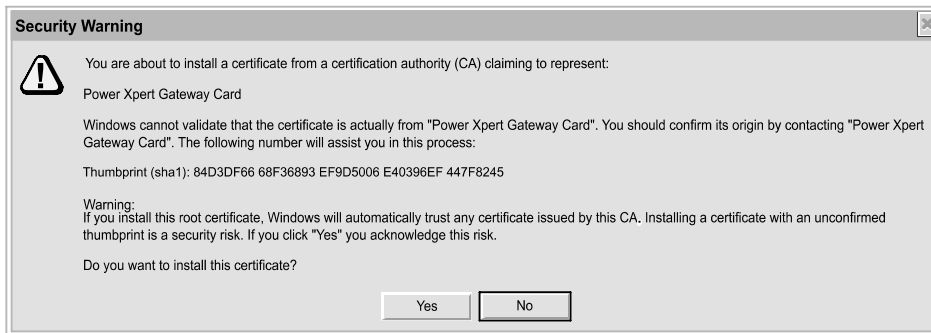 Security Warning
You are about to install a certificate from a certification authority (CA) claiming to represent:
Power Xpert Gateway Card
Windows cannot validate that the certificate is actually from "Power Xpert Gateway Card". You should confirm its origin by contacting "Power Xpert
Gateway Card". The following number will assist you in this process:
Thumbprint (sha1): 84D3DF66 68F36893 EF9D5006 E40396EF 447F8245
Warning:
If you install this root certificate, Windows will automatically trust any certificate issued by this CA. Installing a certificate with an unconfirmed
thumbprint is a security risk. If you click "Yes" you acknowledge this risk.
Do you want to install this certificate?
Yes No